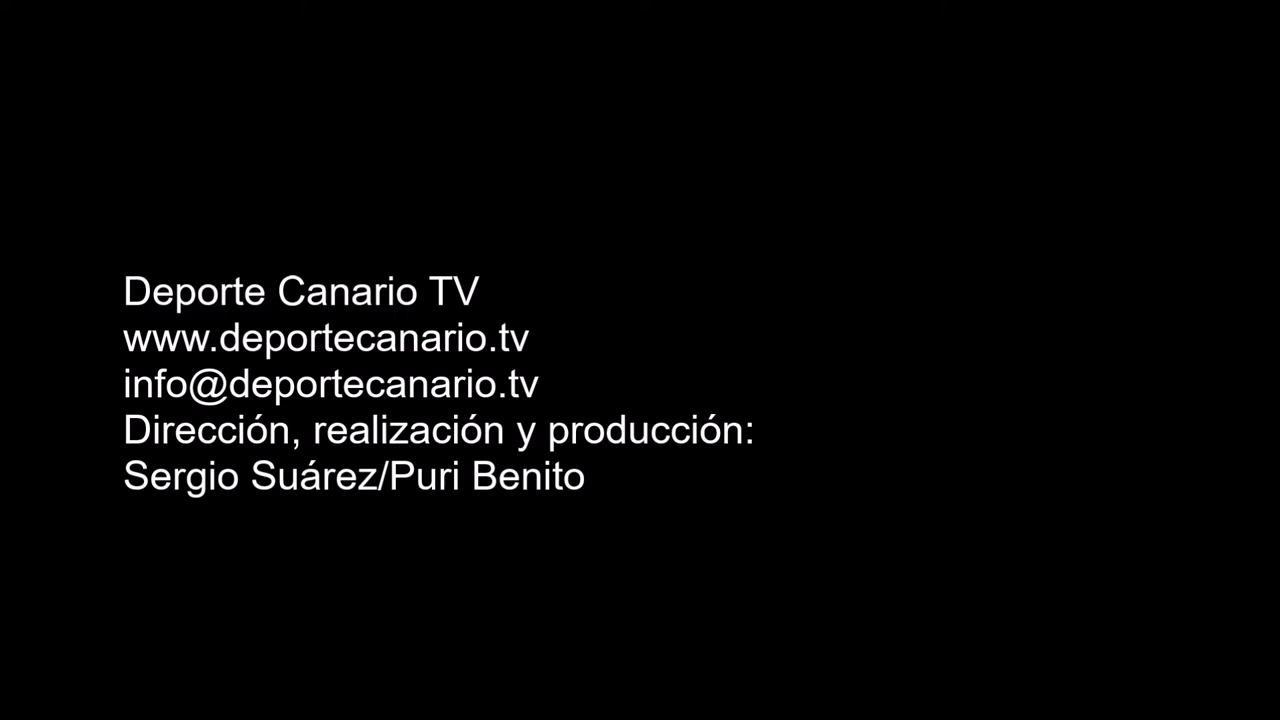 Deporte Canario TV
www.deportecanario.tv
info@deportecanario.tv
Dirección, realización y producción:
Sergio Suárez/Puri Benito